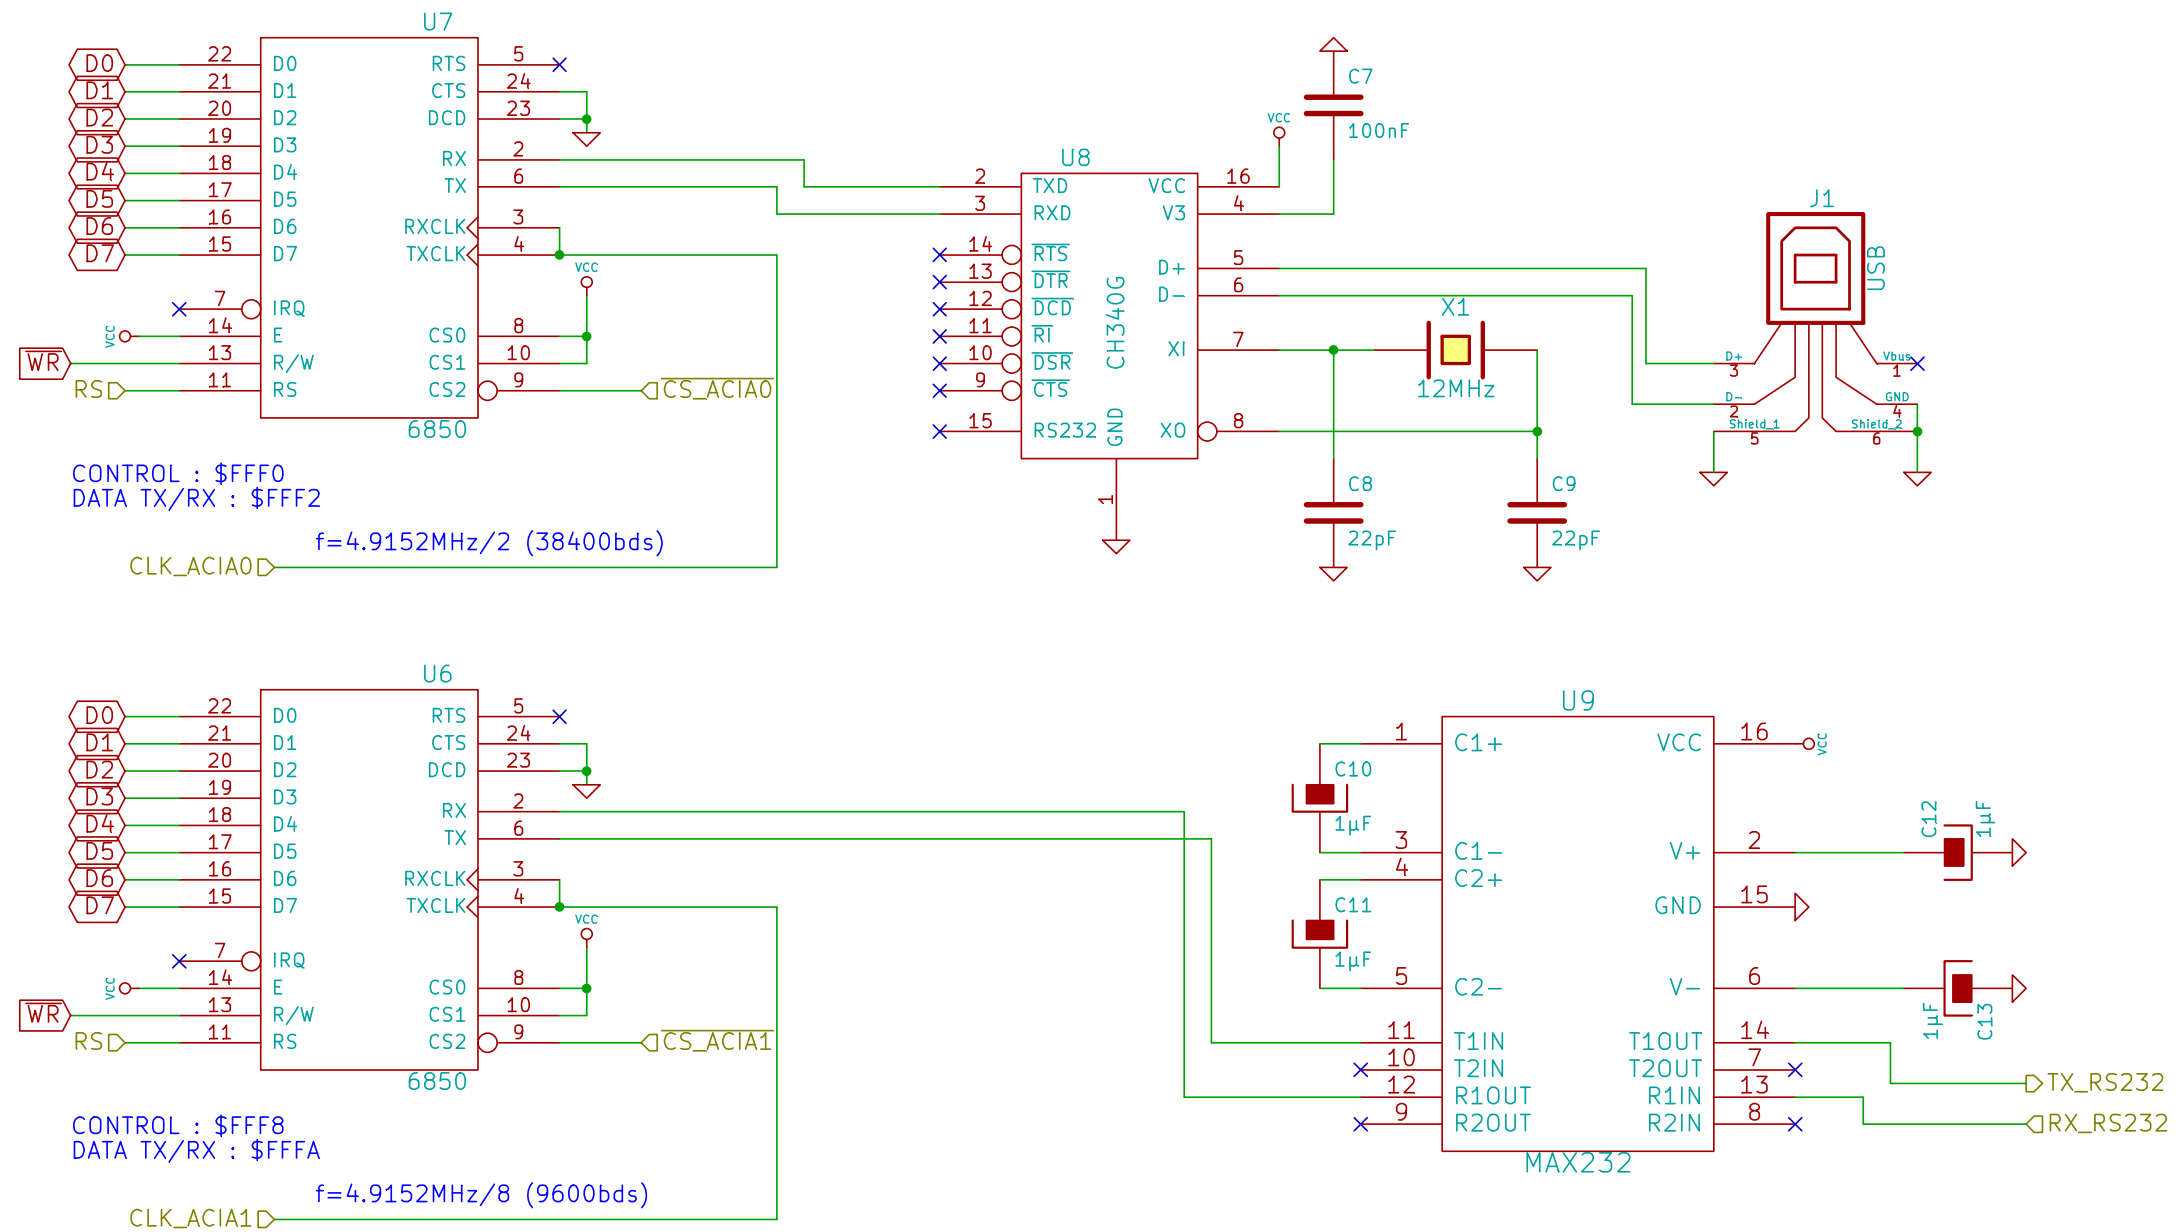 U7
D0 22 D0 RTS 5
D1 21 D1 CTS 24
D2 20 D2 DCD 23
D3 19 D3
RX 2
D4 18 D4
TX 6
D5 17 D5
D6 16 D6 RXCLK 3
D7 15 D7 TXCLK 4
VCC
7 IRQ
VCC 14 E CS0 8
WR 13 R/W CS1 10
RS 11 RS CS2 9 CS_ACIA0
6850
CONTROL : $FFF0
DATA TX/RX : $FFF2
f=4.9152MHz/2 (38400bds)
CLK_ACIA0
U8
2 TXD VCC 16 VCC
3 RXD V3 4
C7
100nF
14 RTS
D+ 5
13 DTR
D- 6
12 DCD
11 RI
XI 7
10 DSR
9 CTS
15 RS232 XO 8
CH340G
GND
1
X1
12MHz
C8
22pF
C9
22pF
J1
USB
D+ 3
Vbus 1
D- 2
GND 4
Shield_1 5
Shield_2 6
U6
D0 22 D0 RTS 5
D1 21 D1 CTS 24
D2 20 D2 DCD 23
D3 19 D3
RX 2
D4 18 D4
TX 6
D5 17 D5
D6 16 D6 RXCLK 3
D7 15 D7 TXCLK 4
VCC
7 IRQ
VCC 14 E CS0 8
WR 13 R/W CS1 10
RS 11 RS CS2 9 CS_ACIA1
6850
CONTROL : $FFF8
DATA TX/RX : $FFFA
f=4.9152MHz/8 (9600bds)
CLK_ACIA1
U9
1 C1+ VCC 16 VCC
C10
1µF
3 C1- V+ 2
C12
1µF
4 C2+
C11
1µF
GND 15
5 C2- V- 6
1µF
C13
11 T1IN T1OUT 14
10 T2IN T2OUT 7
TX_RS232
12 R1OUT R1IN 13
9 R2OUT R2IN 8
RX_RS232
MAX232